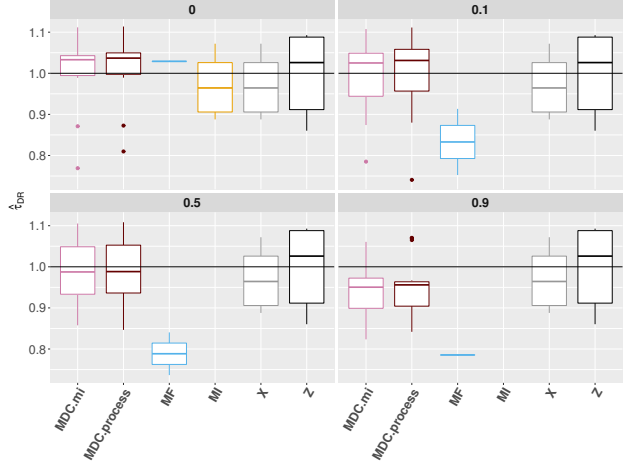 0
0.1
1.1
1.0
0.9
0.8
τ̂DR
0.5
0.9
1.1
1.0
0.9
0.8
MDC.mi
MDC.process
MF
MI
X
Z
MDC.mi
MDC.process
MF
MI
X
Z